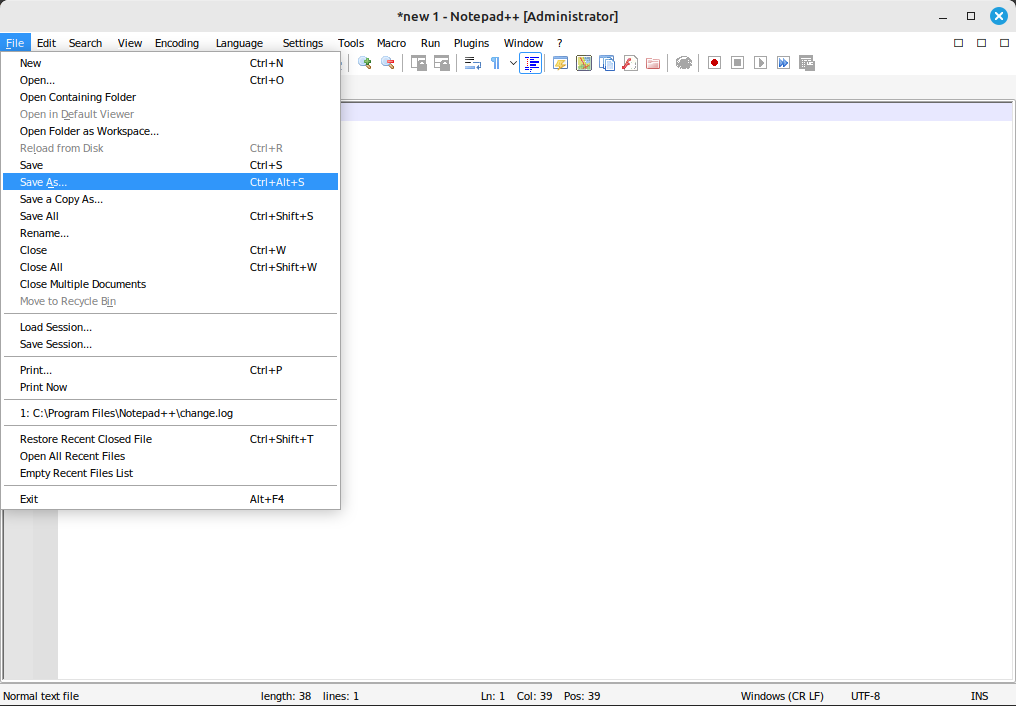 *new 1 - Notepad++ [Administrator]
File Edit Search View Encoding Language Settings Tools Macro Run Plugins Window ?
New Ctrl+N
Open... Ctrl+O
Open Containing Folder
Open in Default Viewer
Open Folder as Workspace...
Reload from Disk Ctrl+R
Save Ctrl+S
Save As... Ctrl+Alt+S
Save a Copy As...
Save All Ctrl+Shift+S
Rename...
Close Ctrl+W
Close All Ctrl+Shift+W
Close Multiple Documents
Move to Recycle Bin
Load Session...
Save Session...
Print... Ctrl+P
Print Now
1: C:\Program Files\Notepad++\change.log
Restore Recent Closed File Ctrl+Shift+T
Open All Recent Files
Empty Recent Files List
Exit Alt+F4
Normal text file length: 38 lines: 1 Ln: 1 Col: 39 Pos: 39 Windows (CR LF) UTF-8 INS